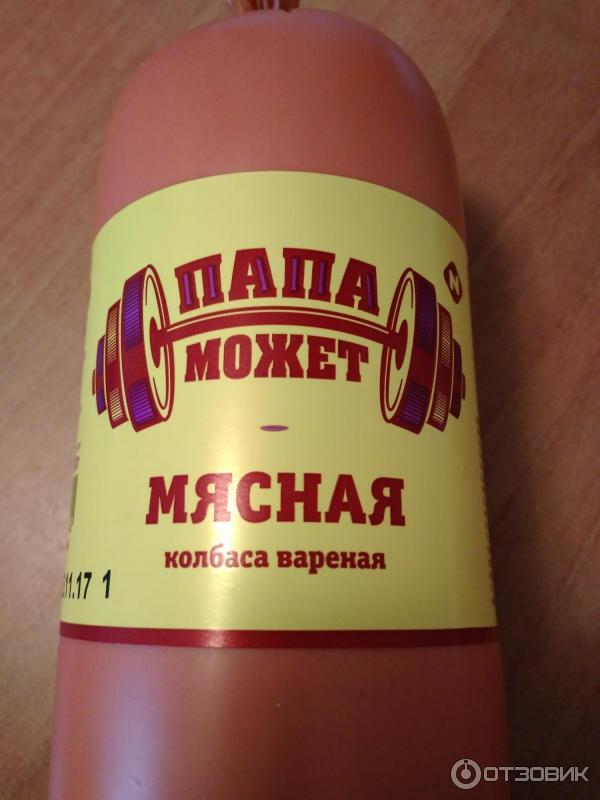 ПАПА
МОЖЕТ
МЯСНАЯ
колбаса вареная
11.17 1
ОТЗОВИК